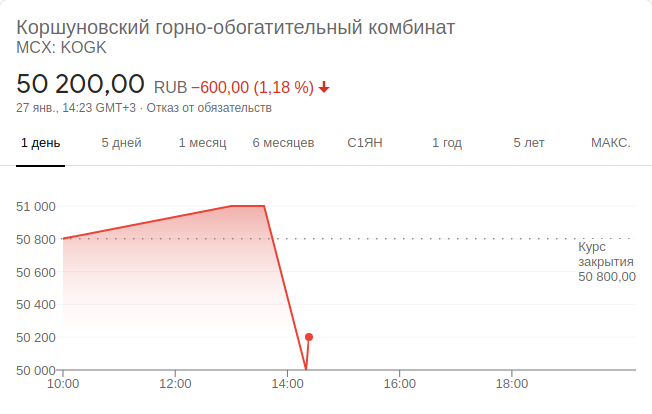 Коршуновский горно-обогатительный комбинат
MCX: KOGK
50 200,00 RUB −600,00 (1,18 %)
27 янв., 14:23 GMT+3 · Отказ от обязательств
1 день 5 дней 1 месяц 6 месяцев С1ЯН 1 год 5 лет МАКС.
51 000
50 800
Курс
закрытия
50 800,00
50 600
50 400
50 200
50 000
10:00 12:00 14:00 16:00 18:00